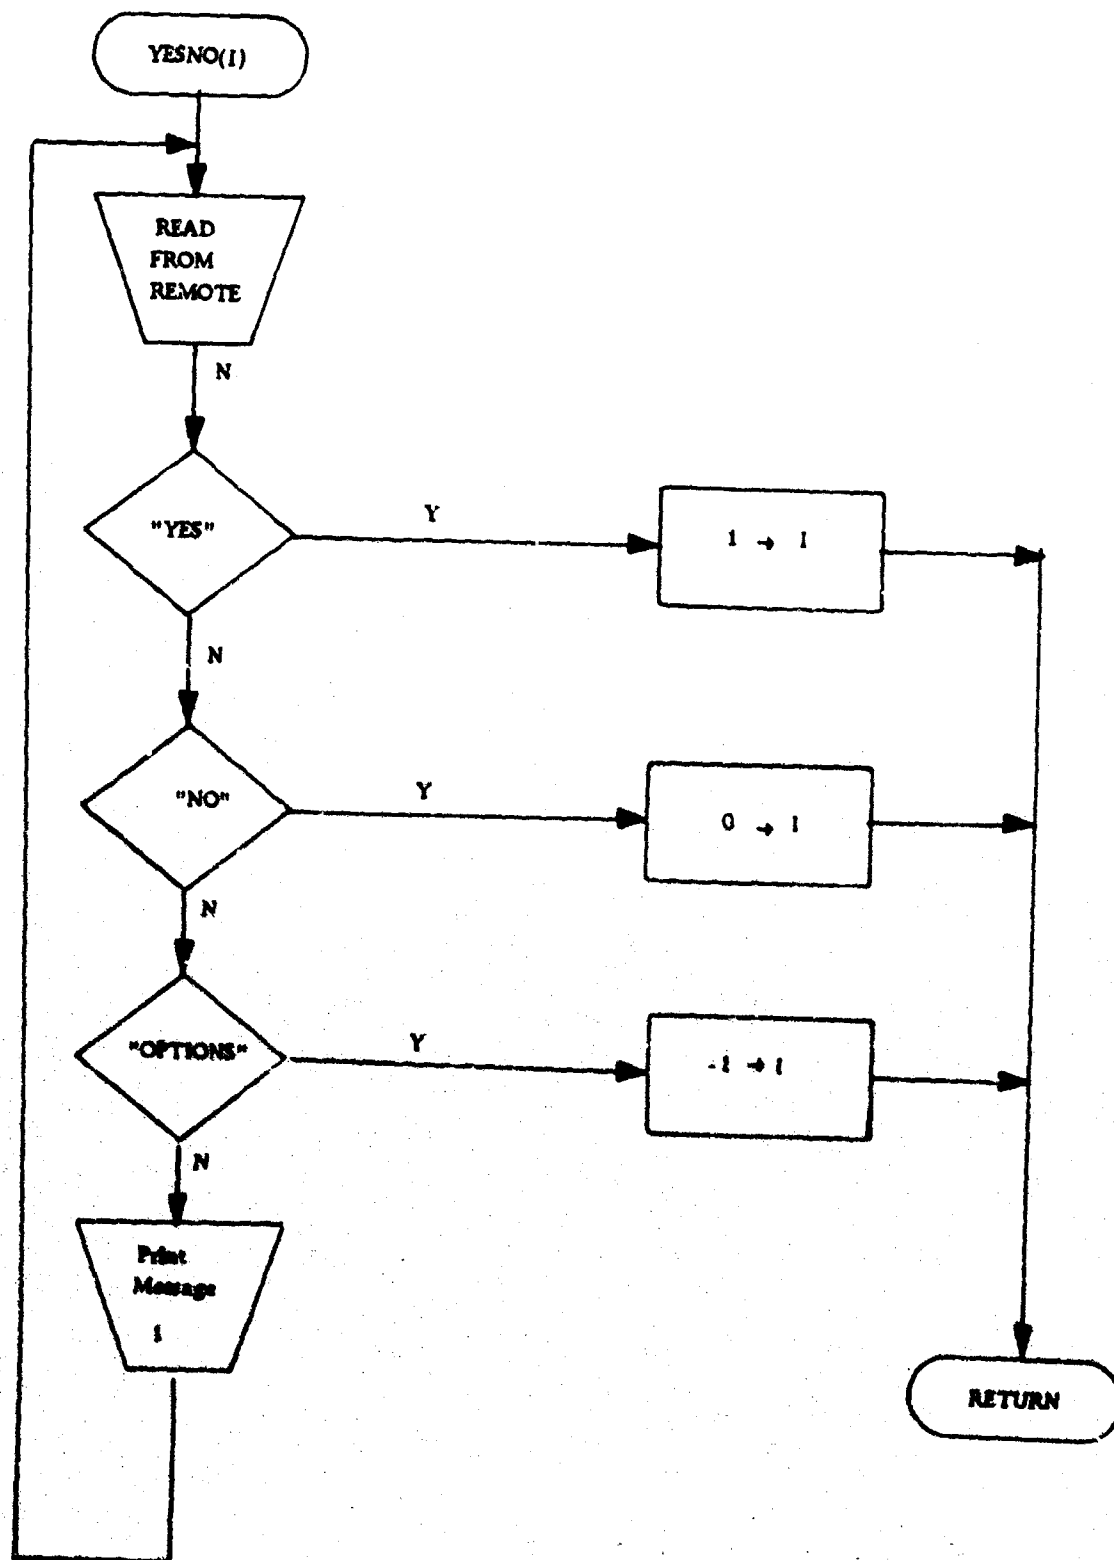 YESNO(I)
READ
FROM
REMOTE
N
"YES"
Y
1 → I
N
"NO"
Y
0 → I
N
"OPTIONS"
Y
-1 → I
N
Print
Message
1
RETURN